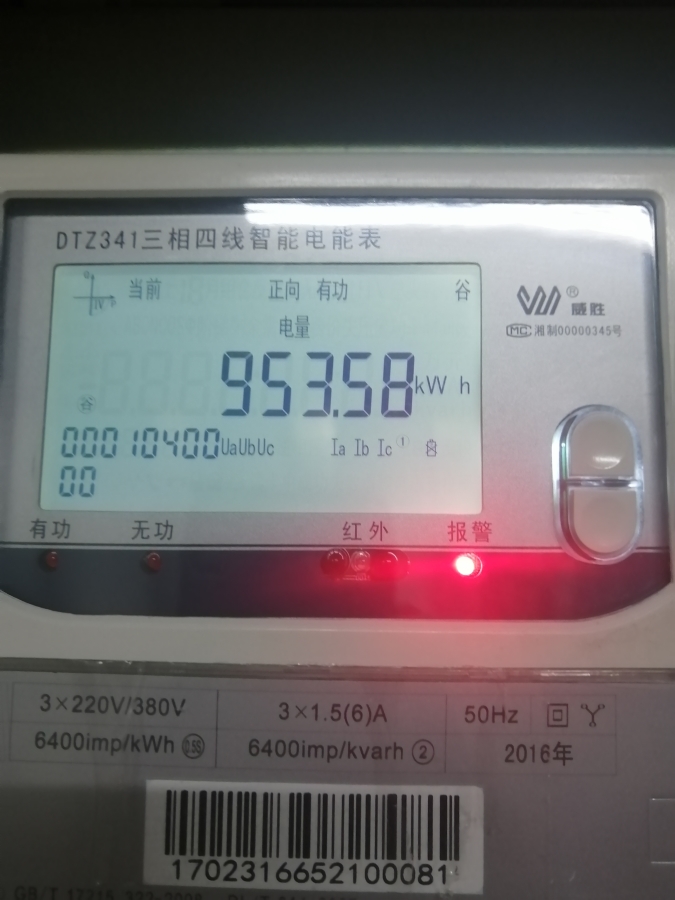 DTZ341三相四线智能电能表
当前 正向 有功 谷
电量
953.58 kW h
谷
00010400 UaUbUc Ia Ib Ic ①
00
® 威胜
MC 湘制00000345号
有功 无功 红外 报警
3×220V/380V 3×1.5(6)A 50Hz
6400imp/kWh 0.5S 6400imp/kvarh ② 2016年
1702316652100081